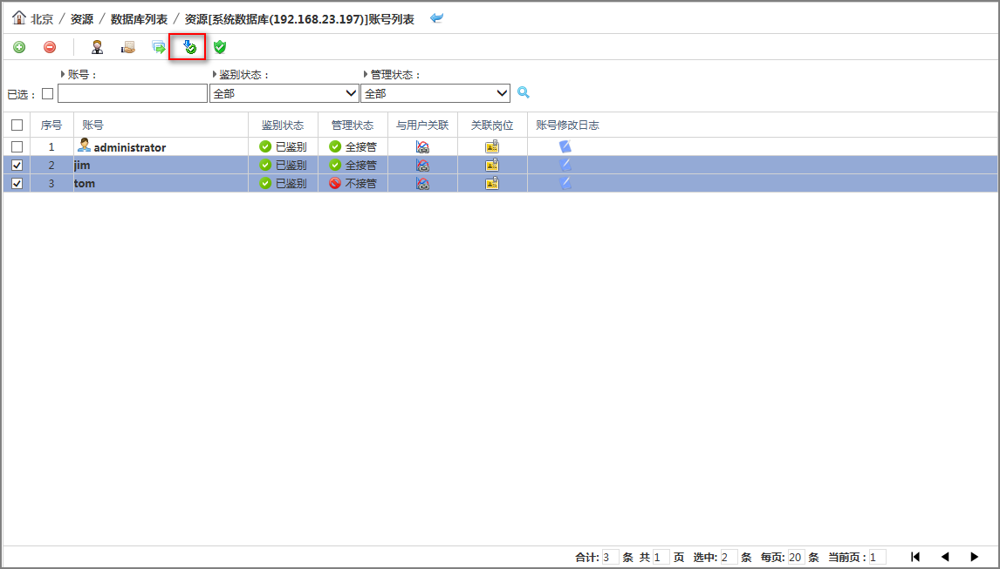 北京 / 资源 / 数据库列表 / 资源[系统数据库(192.168.23.197)]账号列表
账号： 鉴别状态： 管理状态：
已选： 全部 全部
序号 账号 鉴别状态 管理状态 与用户关联 关联岗位 账号修改日志
1 administrator 已鉴别 全接管
2 jim 已鉴别 全接管
3 tom 已鉴别 不接管
合计: 3 条 共 1 页 选中: 2 条 每页: 20 条 当前页： 1